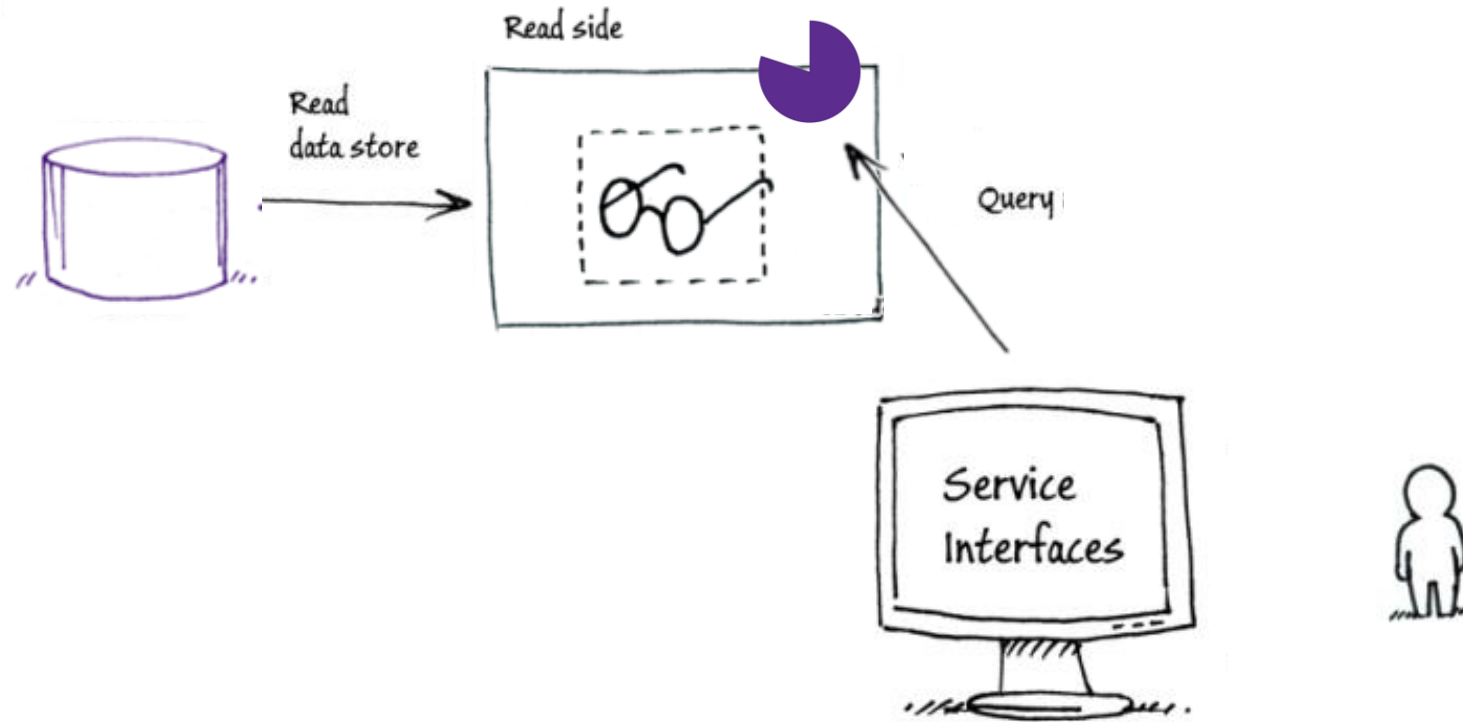 Read side
Read
data store
Query
Service
Interfaces